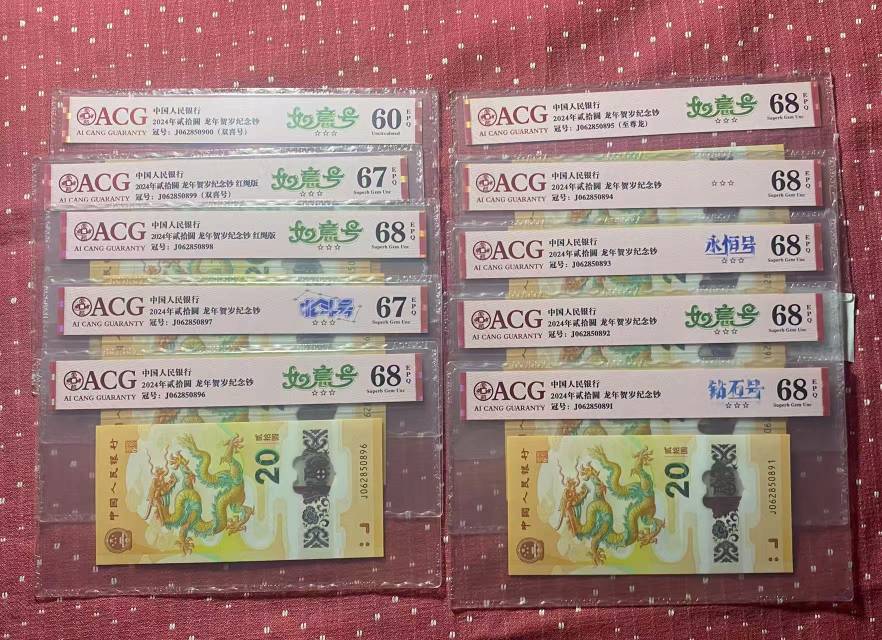 ACG
AI CANG GUARANTY
中国人民银行
2024年贰拾圆 龙年贺岁纪念钞
冠号：J062850900（双喜号）
如意号
☆☆☆
60
EPQ
Uncirculated
ACG
AI CANG GUARANTY
中国人民银行
2024年贰拾圆 龙年贺岁纪念钞 红绳版
冠号：J062850899（双喜号）
如意号
☆☆☆
67
EPQ
Superb Gem Unc
ACG
AI CANG GUARANTY
中国人民银行
2024年贰拾圆 龙年贺岁纪念钞 红绳版
冠号：J062850898
如意号
☆☆☆
68
EPQ
Superb Gem Unc
ACG
AI CANG GUARANTY
中国人民银行
2024年贰拾圆 龙年贺岁纪念钞
冠号：J062850897
☆☆☆
67
EPQ
Superb Gem Unc
ACG
AI CANG GUARANTY
中国人民银行
2024年贰拾圆 龙年贺岁纪念钞
冠号：J062850896
如意号
☆☆☆
68
EPQ
Superb Gem Unc
中國人民銀行
贰拾圆
20
J062850896
ACG
AI CANG GUARANTY
中国人民银行
2024年贰拾圆 龙年贺岁纪念钞
冠号：J062850895（至尊龙）
如意号
☆☆☆
68
EPQ
Superb Gem Unc
ACG
AI CANG GUARANTY
中国人民银行
2024年贰拾圆 龙年贺岁纪念钞
冠号：J062850894
☆☆☆
68
EPQ
Superb Gem Unc
ACG
AI CANG GUARANTY
中国人民银行
2024年贰拾圆 龙年贺岁纪念钞
冠号：J062850893
永恒号
☆☆☆
68
EPQ
Superb Gem Unc
ACG
AI CANG GUARANTY
中国人民银行
2024年贰拾圆 龙年贺岁纪念钞
冠号：J062850892
如意号
☆☆☆
68
EPQ
Superb Gem Unc
ACG
AI CANG GUARANTY
中国人民银行
2024年贰拾圆 龙年贺岁纪念钞
冠号：J062850891
钻石号
☆☆☆
68
EPQ
Superb Gem Unc
中國人民銀行
贰拾圆
20
J062850891